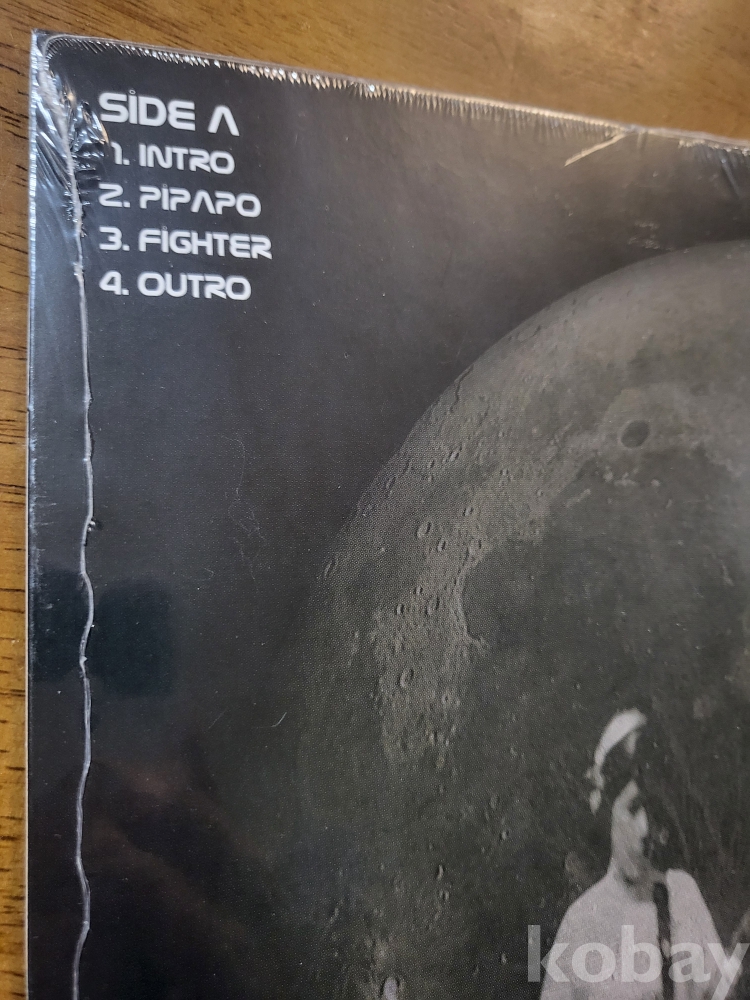 SIDE A
1. INTRO
2. PIPAPO
3. FIGHTER
4. OUTRO
kobay